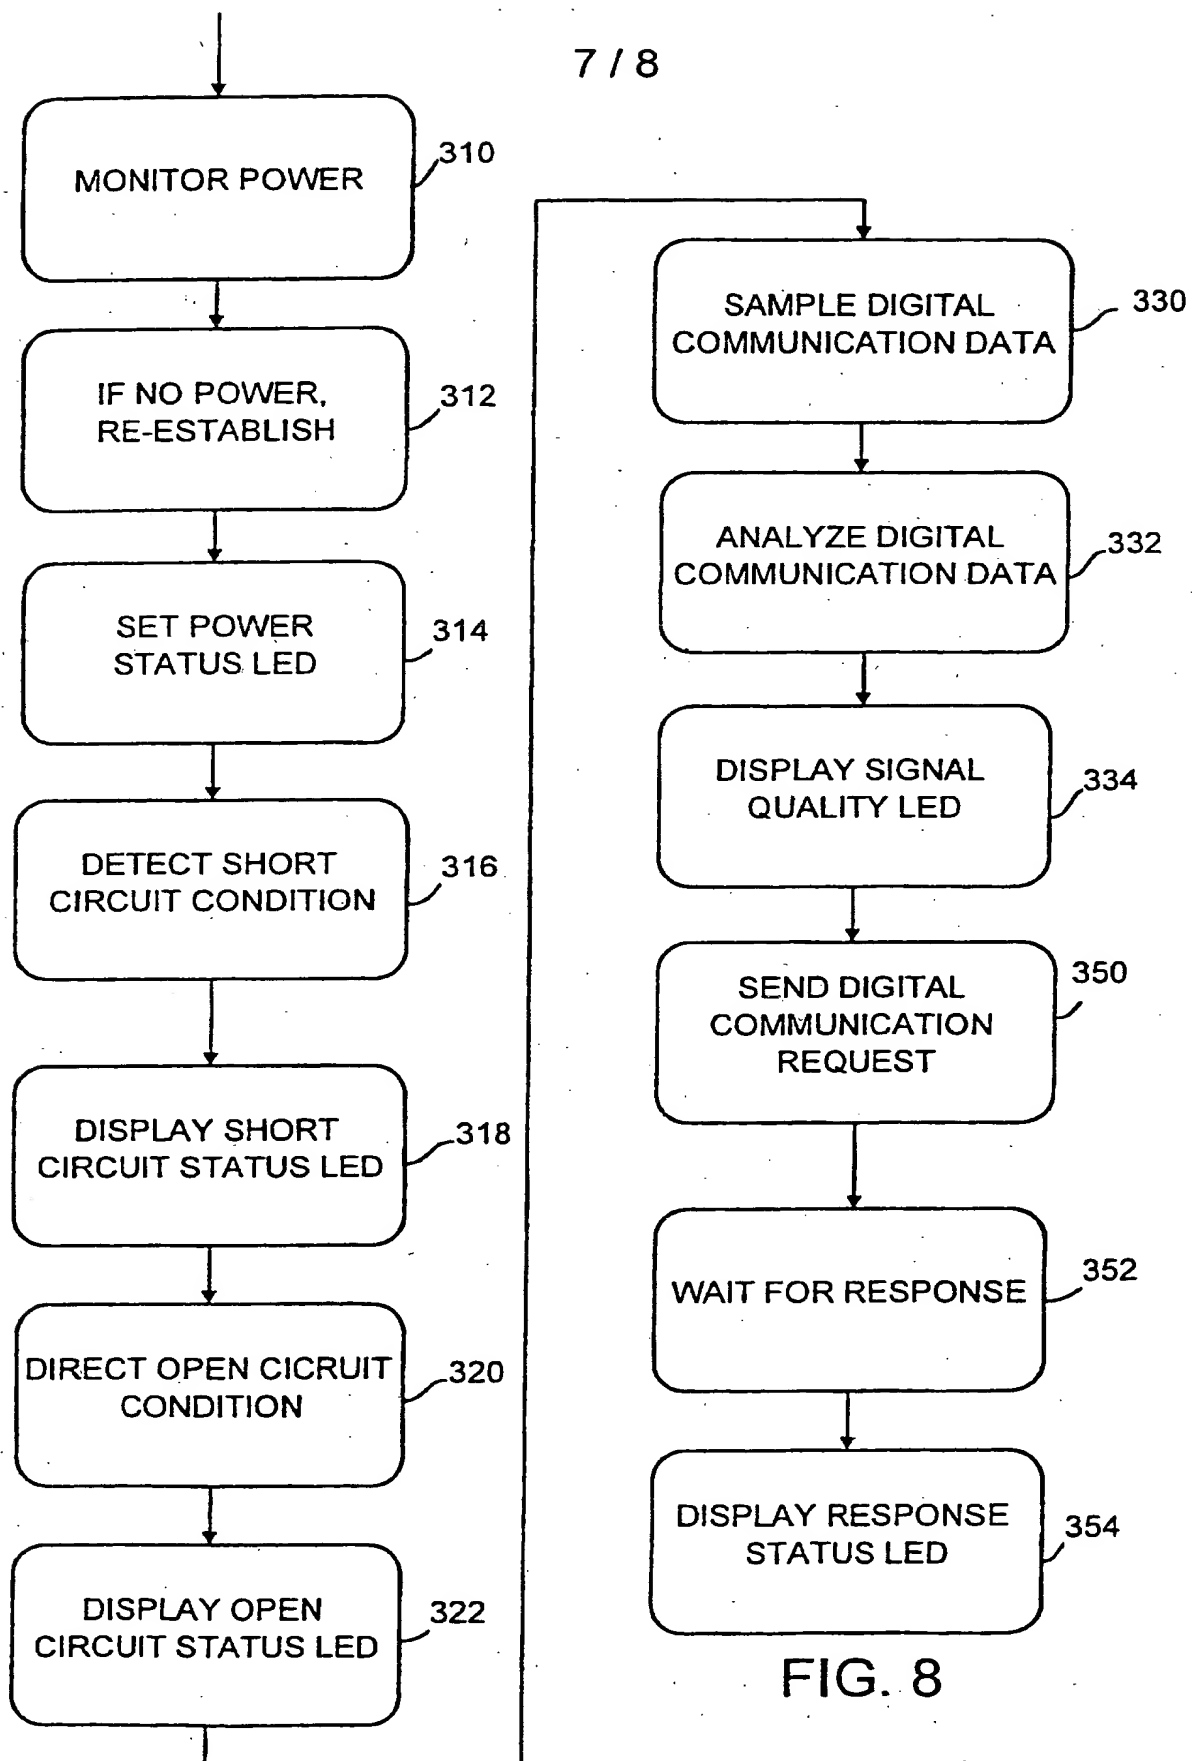 7 / 8
MONITOR POWER
310
IF NO POWER,
RE-ESTABLISH
312
SET POWER
STATUS LED
314
DETECT SHORT
CIRCUIT CONDITION
316
DISPLAY SHORT
CIRCUIT STATUS LED
318
DIRECT OPEN CICRUIT
CONDITION
320
DISPLAY OPEN
CIRCUIT STATUS LED
322
SAMPLE DIGITAL
COMMUNICATION DATA
330
ANALYZE DIGITAL
COMMUNICATION DATA
332
DISPLAY SIGNAL
QUALITY LED
334
SEND DIGITAL
COMMUNICATION
REQUEST
350
WAIT FOR RESPONSE
352
DISPLAY RESPONSE
STATUS LED
354
FIG. 8